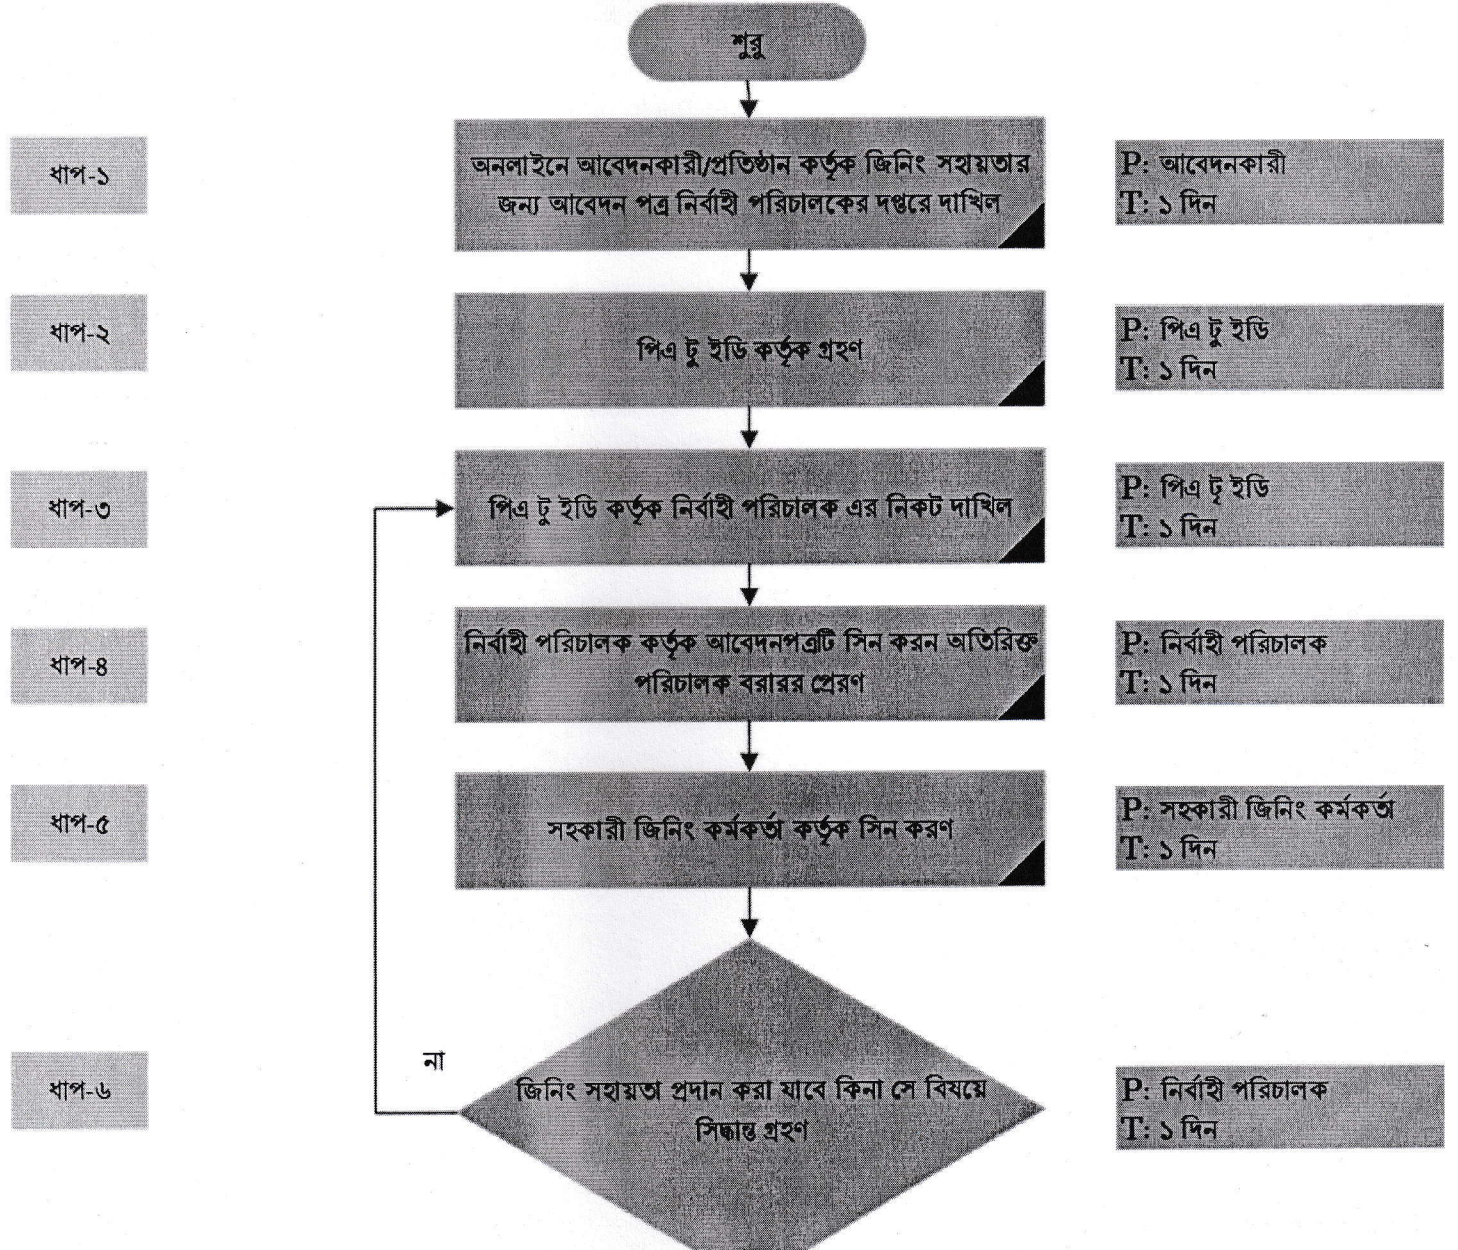 শুরু
ধাপ-১
অনলাইনে আবেদনকারী/প্রতিষ্ঠান কর্তৃক জিনিং সহায়তার
জন্য আবেদন পত্র নির্বাহী পরিচালকের দপ্তরে দাখিল
P: আবেদনকারী
T: ১ দিন
ধাপ-২
পিএ টু ইডি কর্তৃক গ্রহণ
P: পিএ টু ইডি
T: ১ দিন
ধাপ-৩
পিএ টু ইডি কর্তৃক নির্বাহী পরিচালক এর নিকট দাখিল
P: পিএ টৃ ইডি
T: ১ দিন
ধাপ-৪
নির্বাহী পরিচালক কর্তৃক আবেদনপত্রটি সিন করন অতিরিক্ত
পরিচালক বরারর প্রেরণ
P: নির্বাহী পরিচালক
T: ১ দিন
ধাপ-৫
সহকারী জিনিং কর্মকর্তা কর্তৃক সিন করণ
P: সহকারী জিনিং কর্মকর্তা
T: ১ দিন
না
ধাপ-৬
জিনিং সহায়তা প্রদান করা যাবে কিনা সে বিষয়ে
সিদ্ধান্ত গ্রহণ
P: নির্বাহী পরিচালক
T: ১ দিন